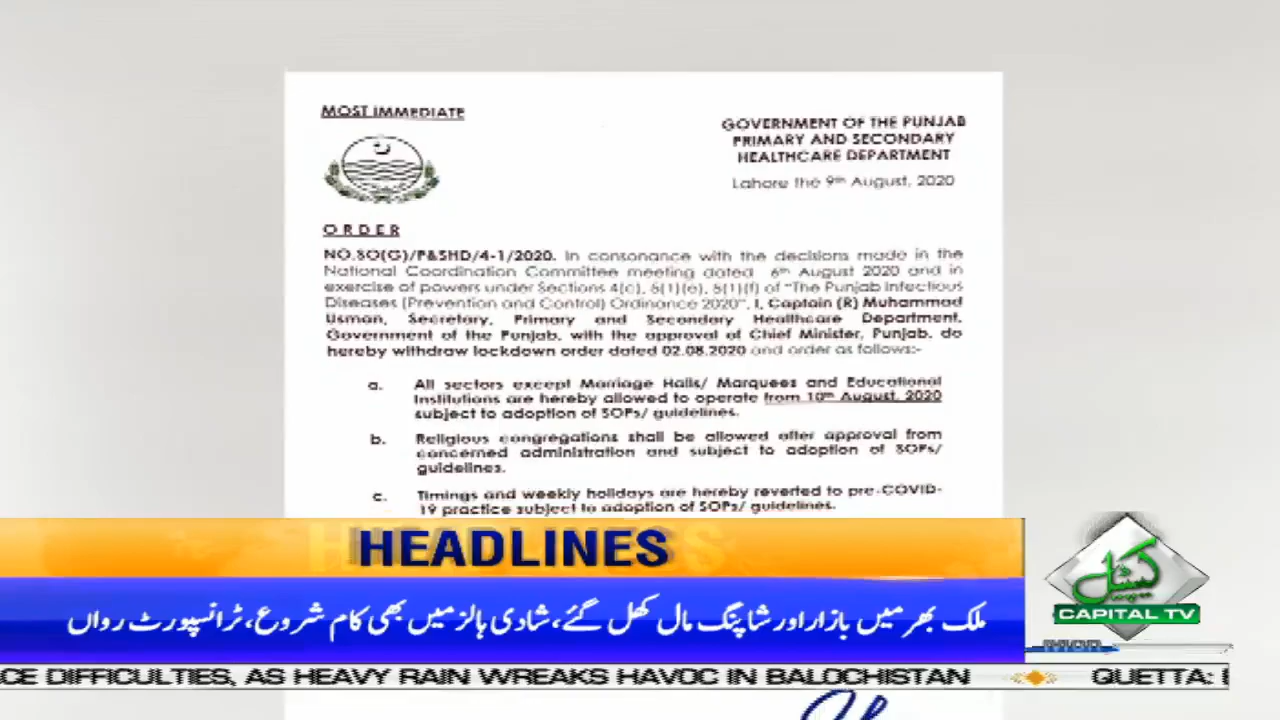 MOST IMMEDIATE
GOVERNMENT OF THE PUNJAB
PRIMARY AND SECONDARY
HEALTHCARE DEPARTMENT
Lahore the 9th August, 2020
ORDER
NO.SO(G)/P&SHD/4-1/2020. In consonance with the decisions made in the
National Coordination Committee meeting dated 6th August 2020 and in
exercise of powers under Sections 4(c), 5(1)(e), 5(1)(f) of "The Punjab Infectious
Diseases (Prevention and Control) Ordinance 2020", I, Captain (R) Muhammad
Usman, Secretary, Primary and Secondary Healthcare Department,
Government of the Punjab, with the approval of Chief Minister, Punjab, do
hereby withdraw lockdown order dated 02.08.2020 and order as follows:-
a. All sectors except Marriage Halls/ Marquees and Educational
Institutions are hereby allowed to operate from 10th August, 2020
subject to adoption of SOPs/ guidelines.
b. Religious congregations shall be allowed after approval from
concerned administration and subject to adoption of SOPs/
guidelines.
c. Timings and weekly holidays are hereby reverted to pre-COVID-
19 practice subject to adoption of SOPs/ guidelines.
HEADLINES
ملک بھر میں بازار اور شاپنگ مال کھل گئے، شادی ہالز میں بھی کام شروع، ٹرانسپورٹ رواں
کیپٹل
CAPITAL TV
CE DIFFICULTIES, AS HEAVY RAIN WREAKS HAVOC IN BALOCHISTAN
QUETTA: